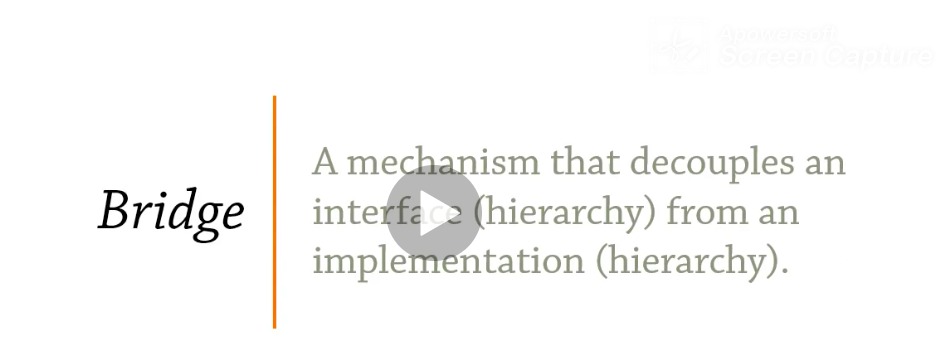 Apowersoft
Screen Capture
Bridge
A mechanism that decouples an
interface (hierarchy) from an
implementation (hierarchy).